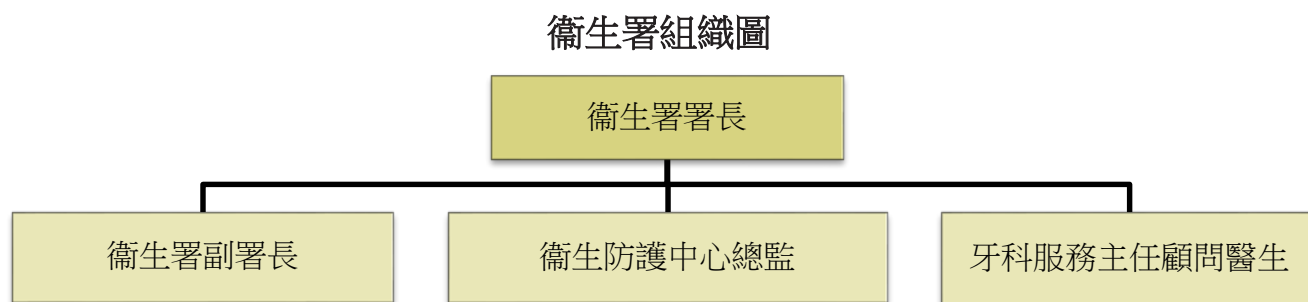 衞生署組織圖
衞生署署長
衞生署副署長
衞生防護中心總監
牙科服務主任顧問醫生